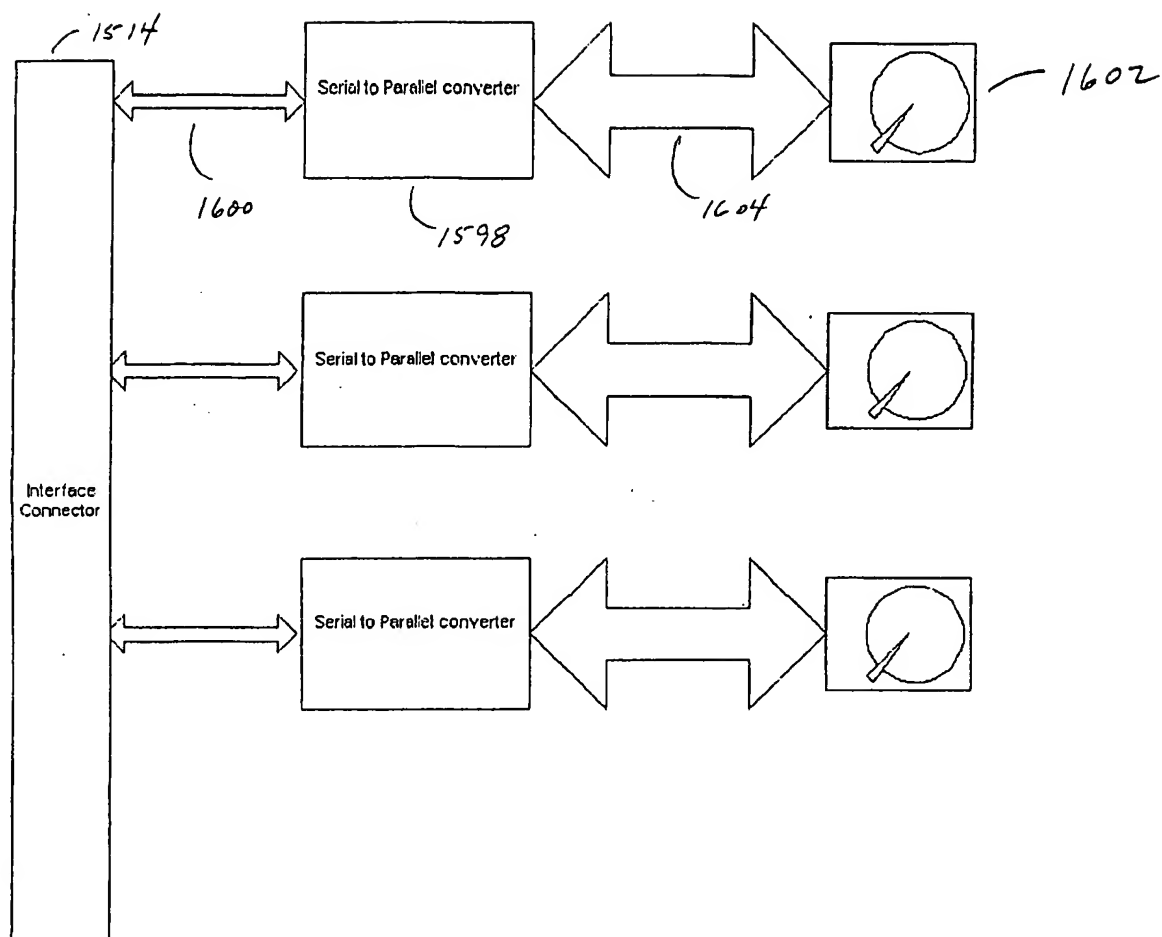 1514
Serial to Parallel converter
1602
1600
1604
1598
Serial to Parallel converter
Interface
Connector
Serial to Parallel converter